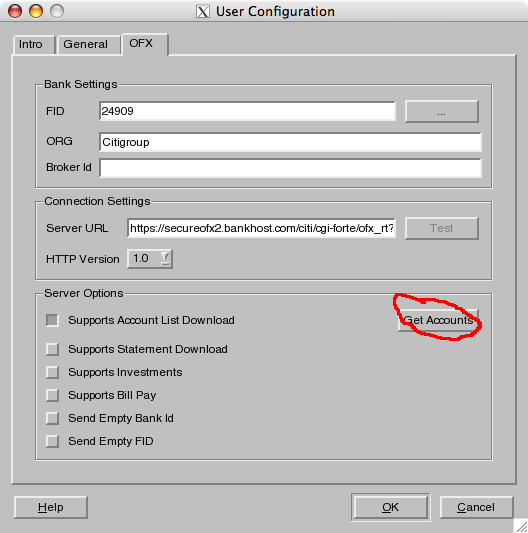 User Configuration
Intro General OFX
Bank Settings
FID 24909 ...
ORG Citigroup
Broker Id
Connection Settings
Server URL https://secureofx2.bankhost.com/citi/cgi-forte/ofx_rt? Test
HTTP Version 1.0
Server Options
Supports Account List Download Get Accounts
Supports Statement Download
Supports Investments
Supports Bill Pay
Send Empty Bank Id
Send Empty FID
Help OK Cancel